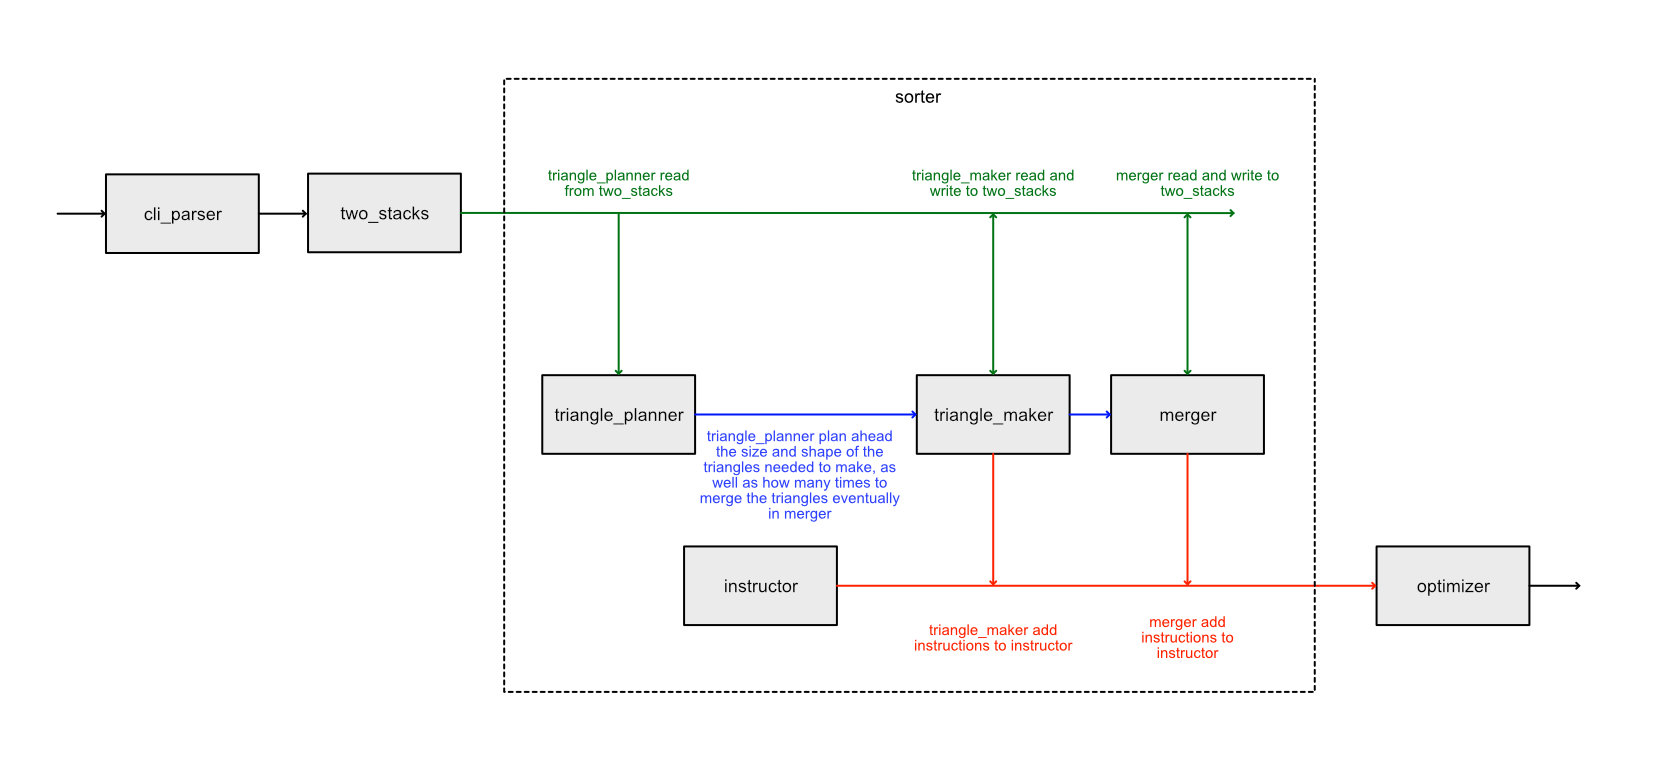 sorter
triangle_planner read
from two_stacks
triangle_maker read and
write to two_stacks
merger read and write to
two_stacks
cli_parser
two_stacks
triangle_planner
triangle_maker
merger
triangle_planner plan ahead
the size and shape of the
triangles needed to make, as
well as how many times to
merge the triangles eventually
in merger
instructor
optimizer
triangle_maker add
instructions to instructor
merger add
instructions to
instructor